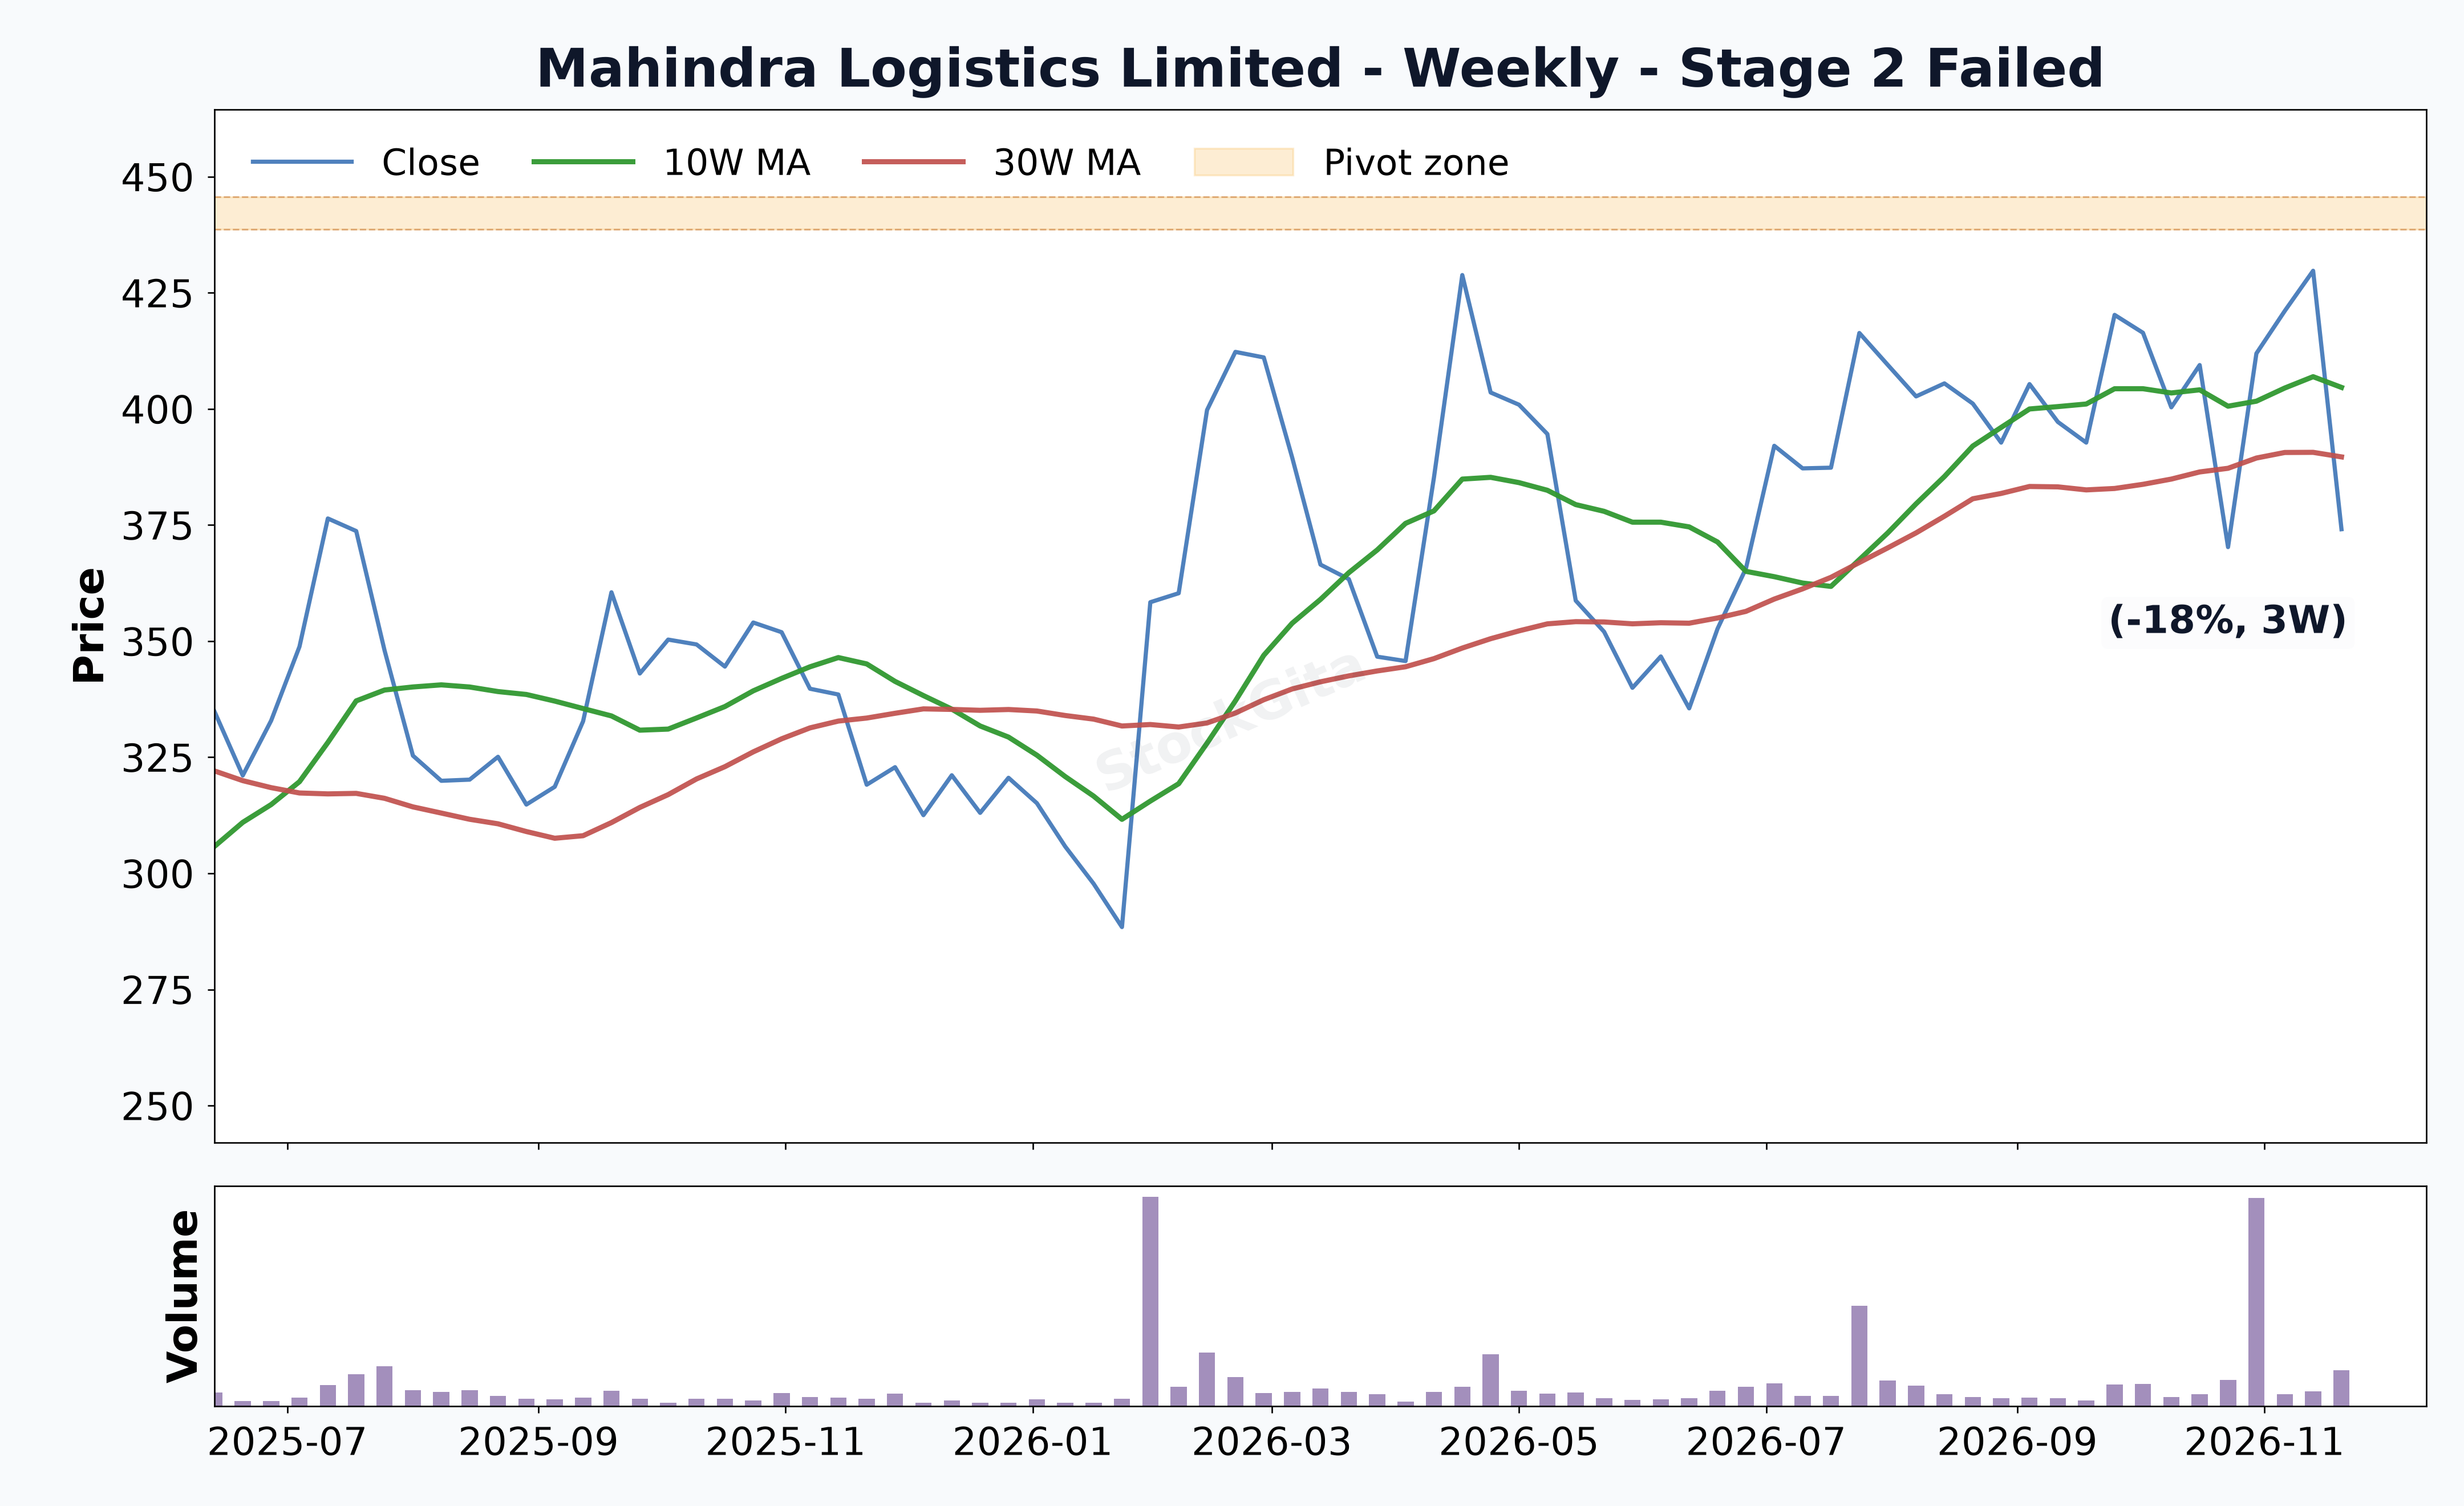 Mahindra Logistics Limited - Weekly - Stage 2 Failed
Close 10W MA 30W MA Pivot zone
450
425
400
375
350
325
300
275
250
Price
(-18%, 3W)
StockGita
Volume
2025-07 2025-09 2025-11 2026-01 2026-03 2026-05 2026-07 2026-09 2026-11